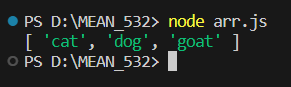 PS D:\MEAN_532> node arr.js
[ 'cat', 'dog', 'goat' ]
PS D:\MEAN_532>